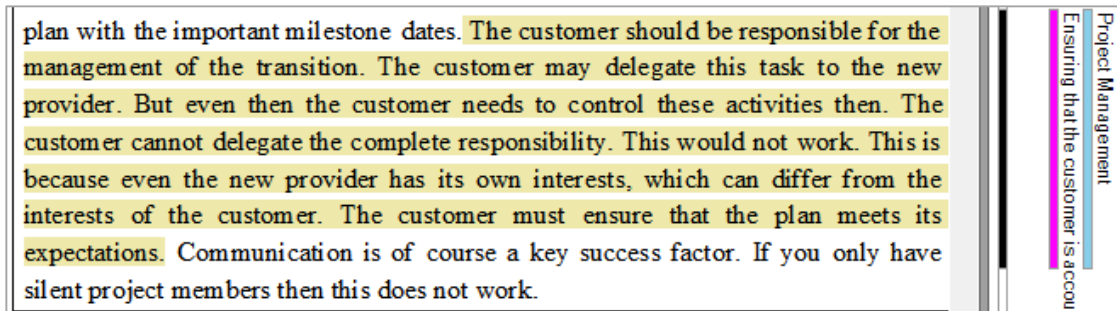 plan with the important milestone dates. The customer should be responsible for the
management of the transition. The customer may delegate this task to the new
provider. But even then the customer needs to control these activities then. The
customer cannot delegate the complete responsibility. This would not work. This is
because even the new provider has its own interests, which can differ from the
interests of the customer. The customer must ensure that the plan meets its
expectations. Communication is of course a key success factor. If you only have
silent project members then this does not work.
Project Management
Ensuring that the customer is accou